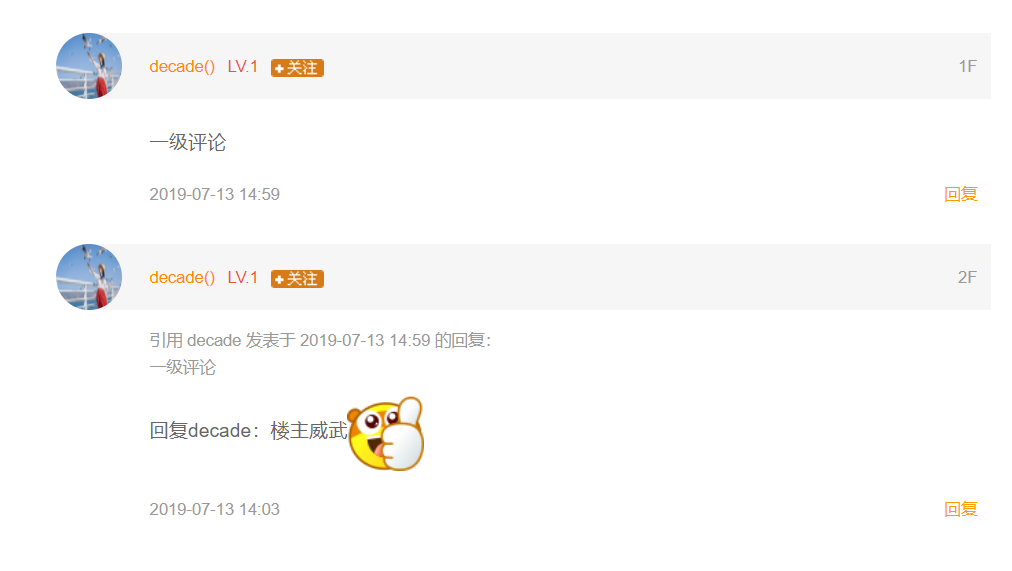 decade() LV.1 +关注 1F
一级评论
2019-07-13 14:59 回复
decade() LV.1 +关注 2F
引用 decade 发表于 2019-07-13 14:59 的回复：
一级评论
回复decade：楼主威武
2019-07-13 14:03 回复